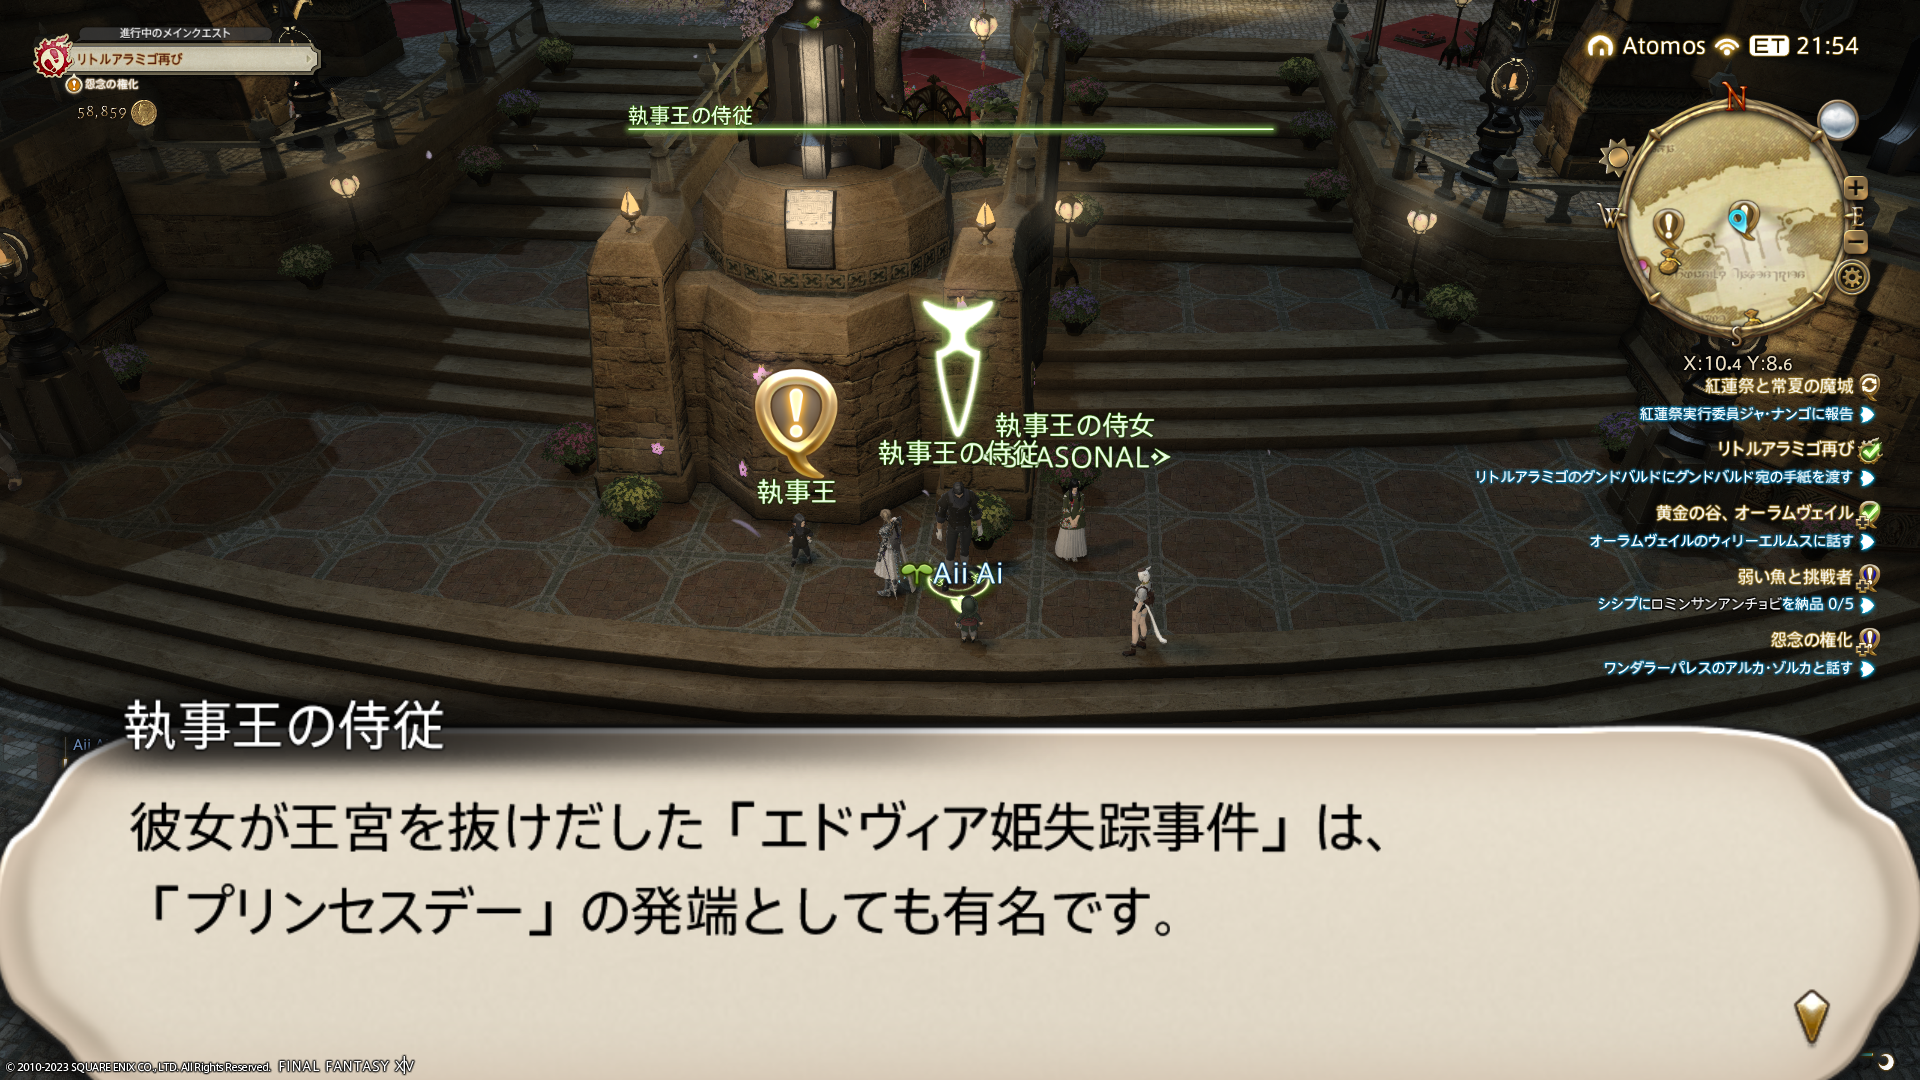 進行中のメインクエスト
リトルアラミゴ再び
怨念の権化
58,859
執事王の侍従
Atomos ET 21:54
N
W
E
S
X:10.4 Y:8.6
紅蓮祭と常夏の魔城
紅蓮祭実行委員ジャ・ナンゴに報告
リトルアラミゴ再び
リトルアラミゴのグンドバルドにグンドバルド宛の手紙を渡す
黄金の谷、オーラムヴェイル
オーラムヴェイルのウィリーエルムスに話す
弱い魚と挑戦者
シシプにロミンサンアンチョビを納品 0/5
怨念の権化
ワンダラーパレスのアルカ・ゾルカと話す
執事王の侍女
執事王の侍従
SEASONAL>
執事王
Aii Ai
執事王の侍従
彼女が王宮を抜けだした「エドヴィア姫失踪事件」は、
「プリンセスデー」の発端としても有名です。
© 2010-2023 SQUARE ENIX CO., LTD. All Rights Reserved. FINAL FANTASY XIV